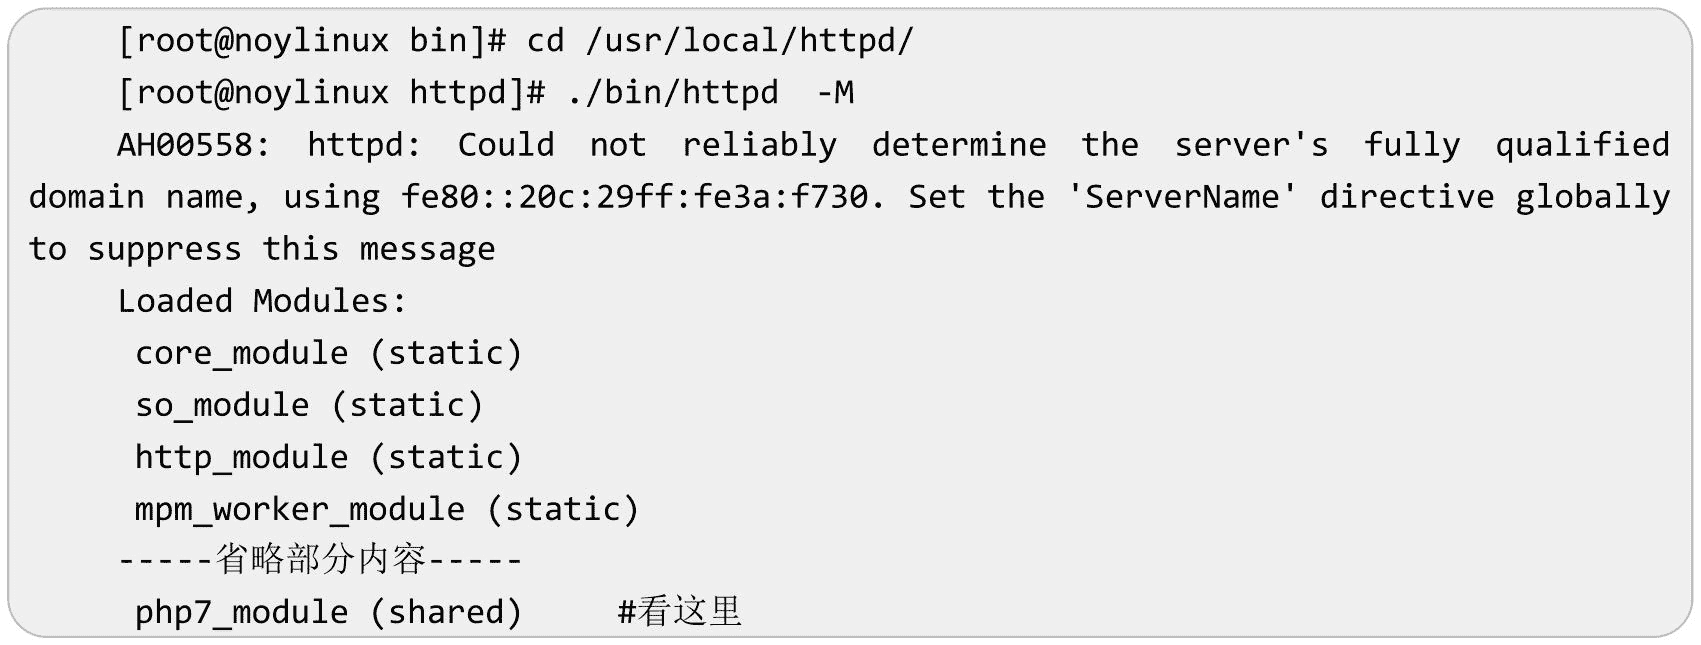 [root@noylinux bin]# cd /usr/local/httpd/
[root@noylinux httpd]# ./bin/httpd  -M
AH00558: httpd: Could not reliably determine the server's fully qualified
domain name, using fe80::20c:29ff:fe3a:f730. Set the 'ServerName' directive globally
to suppress this message
Loaded Modules:
core_module (static)
so_module (static)
http_module (static)
mpm_worker_module (static)
-----省略部分内容-----
php7_module (shared)     #看这里